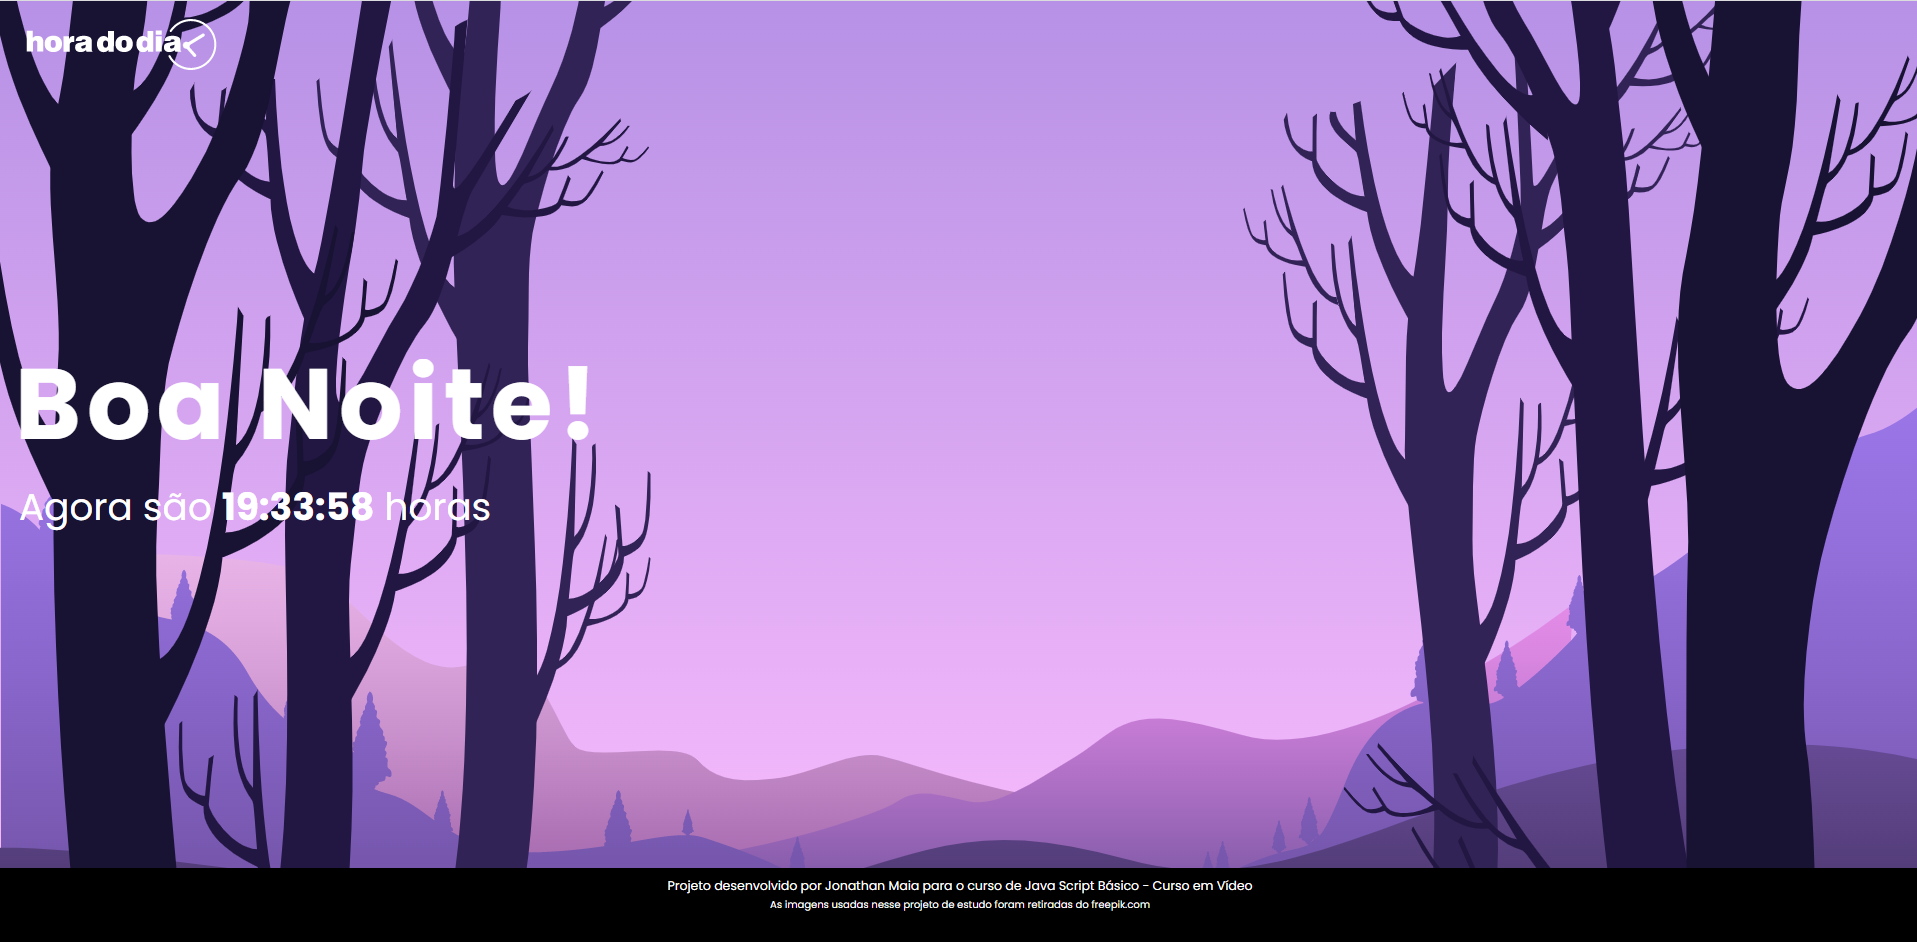 hora do dia
Boa Noite!
Agora são 19:33:58 horas
Projeto desenvolvido por Jonathan Maia para o curso de Java Script Básico - Curso em Vídeo
As imagens usadas nesse projeto de estudo foram retiradas do freepik.com